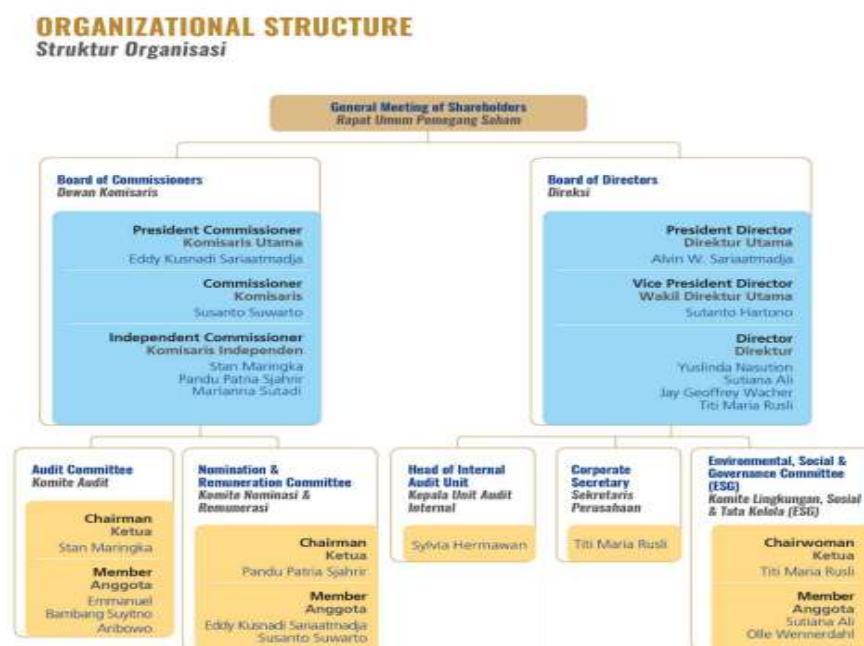 ORGANIZATIONAL STRUCTURE
Struktur Organisasi
General Meeting of Shareholders
Rapat Umum Pemegang Saham
Board of Commissioners
Dewan Komisaris
President Commissioner
Komisaris Utama
Eddy Kusnadi Sariaatmadja
Commissioner
Komisaris
Susanto Suwarto
Independent Commissioner
Komisaris Independen
Stan Maringka
Pandu Patria Sjahrir
Marianna Sutadi
Board of Directors
Direksi
President Director
Direktur Utama
Alvin W. Sariaatmadja
Vice President Director
Wakil Direktur Utama
Sutanto Hartono
Director
Direktur
Yuslinda Nasution
Sutiana Ali
Jay Geoffrey Wacher
Titi Maria Rusli
Audit Committee
Komite Audit
Chairman
Ketua
Stan Maringka
Member
Anggota
Emmanuel
Bambang Suyitno
Aribowo
Nomination &
Remuneration Committee
Komite Nominasi &
Remunerasi
Chairman
Ketua
Pandu Patria Sjahrir
Member
Anggota
Eddy Kusnadi Sariaatmadja
Susanto Suwarto
Head of Internal
Audit Unit
Kepala Unit Audit
Internal
Sylvia Hermawan
Corporate
Secretary
Sekretaris
Perusahaan
Titi Maria Rusli
Environmental, Social &
Governance Committee
(ESG)
Komite Lingkungan, Sosial
& Tata Kelola (ESG)
Chairwoman
Ketua
Titi Maria Rusli
Member
Anggota
Sutiana Ali
Olle Wennerdahl